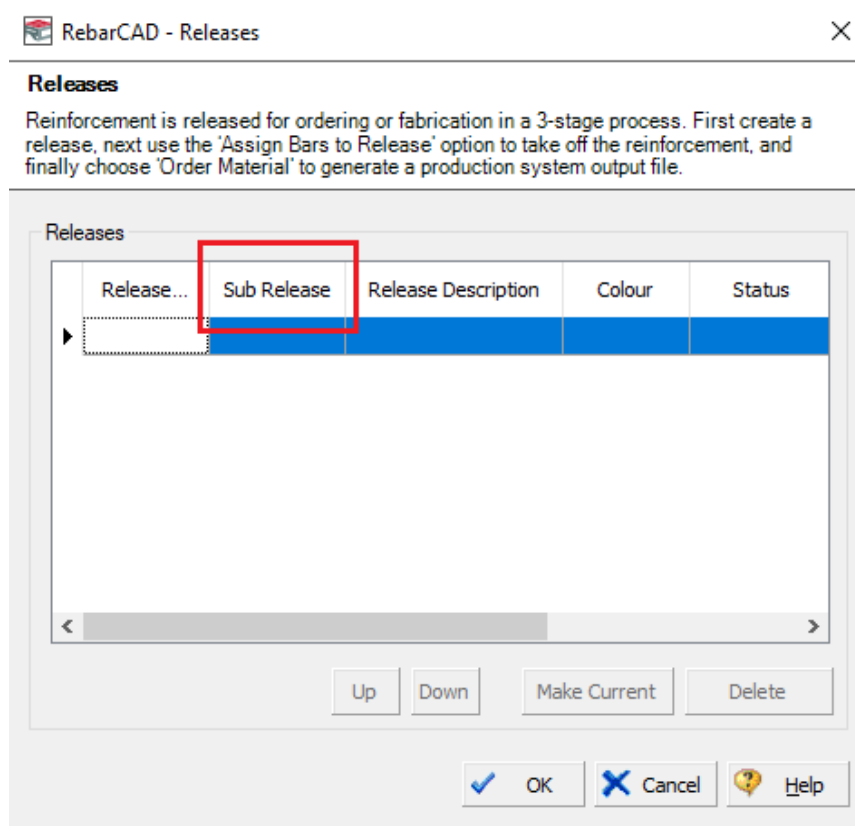 RebarCAD - Releases
Releases
Reinforcement is released for ordering or fabrication in a 3-stage process. First create a
release, next use the 'Assign Bars to Release' option to take off the reinforcement, and
finally choose 'Order Material' to generate a production system output file.
Releases
Release... Sub Release Release Description Colour Status
Up Down Make Current Delete
OK Cancel Help